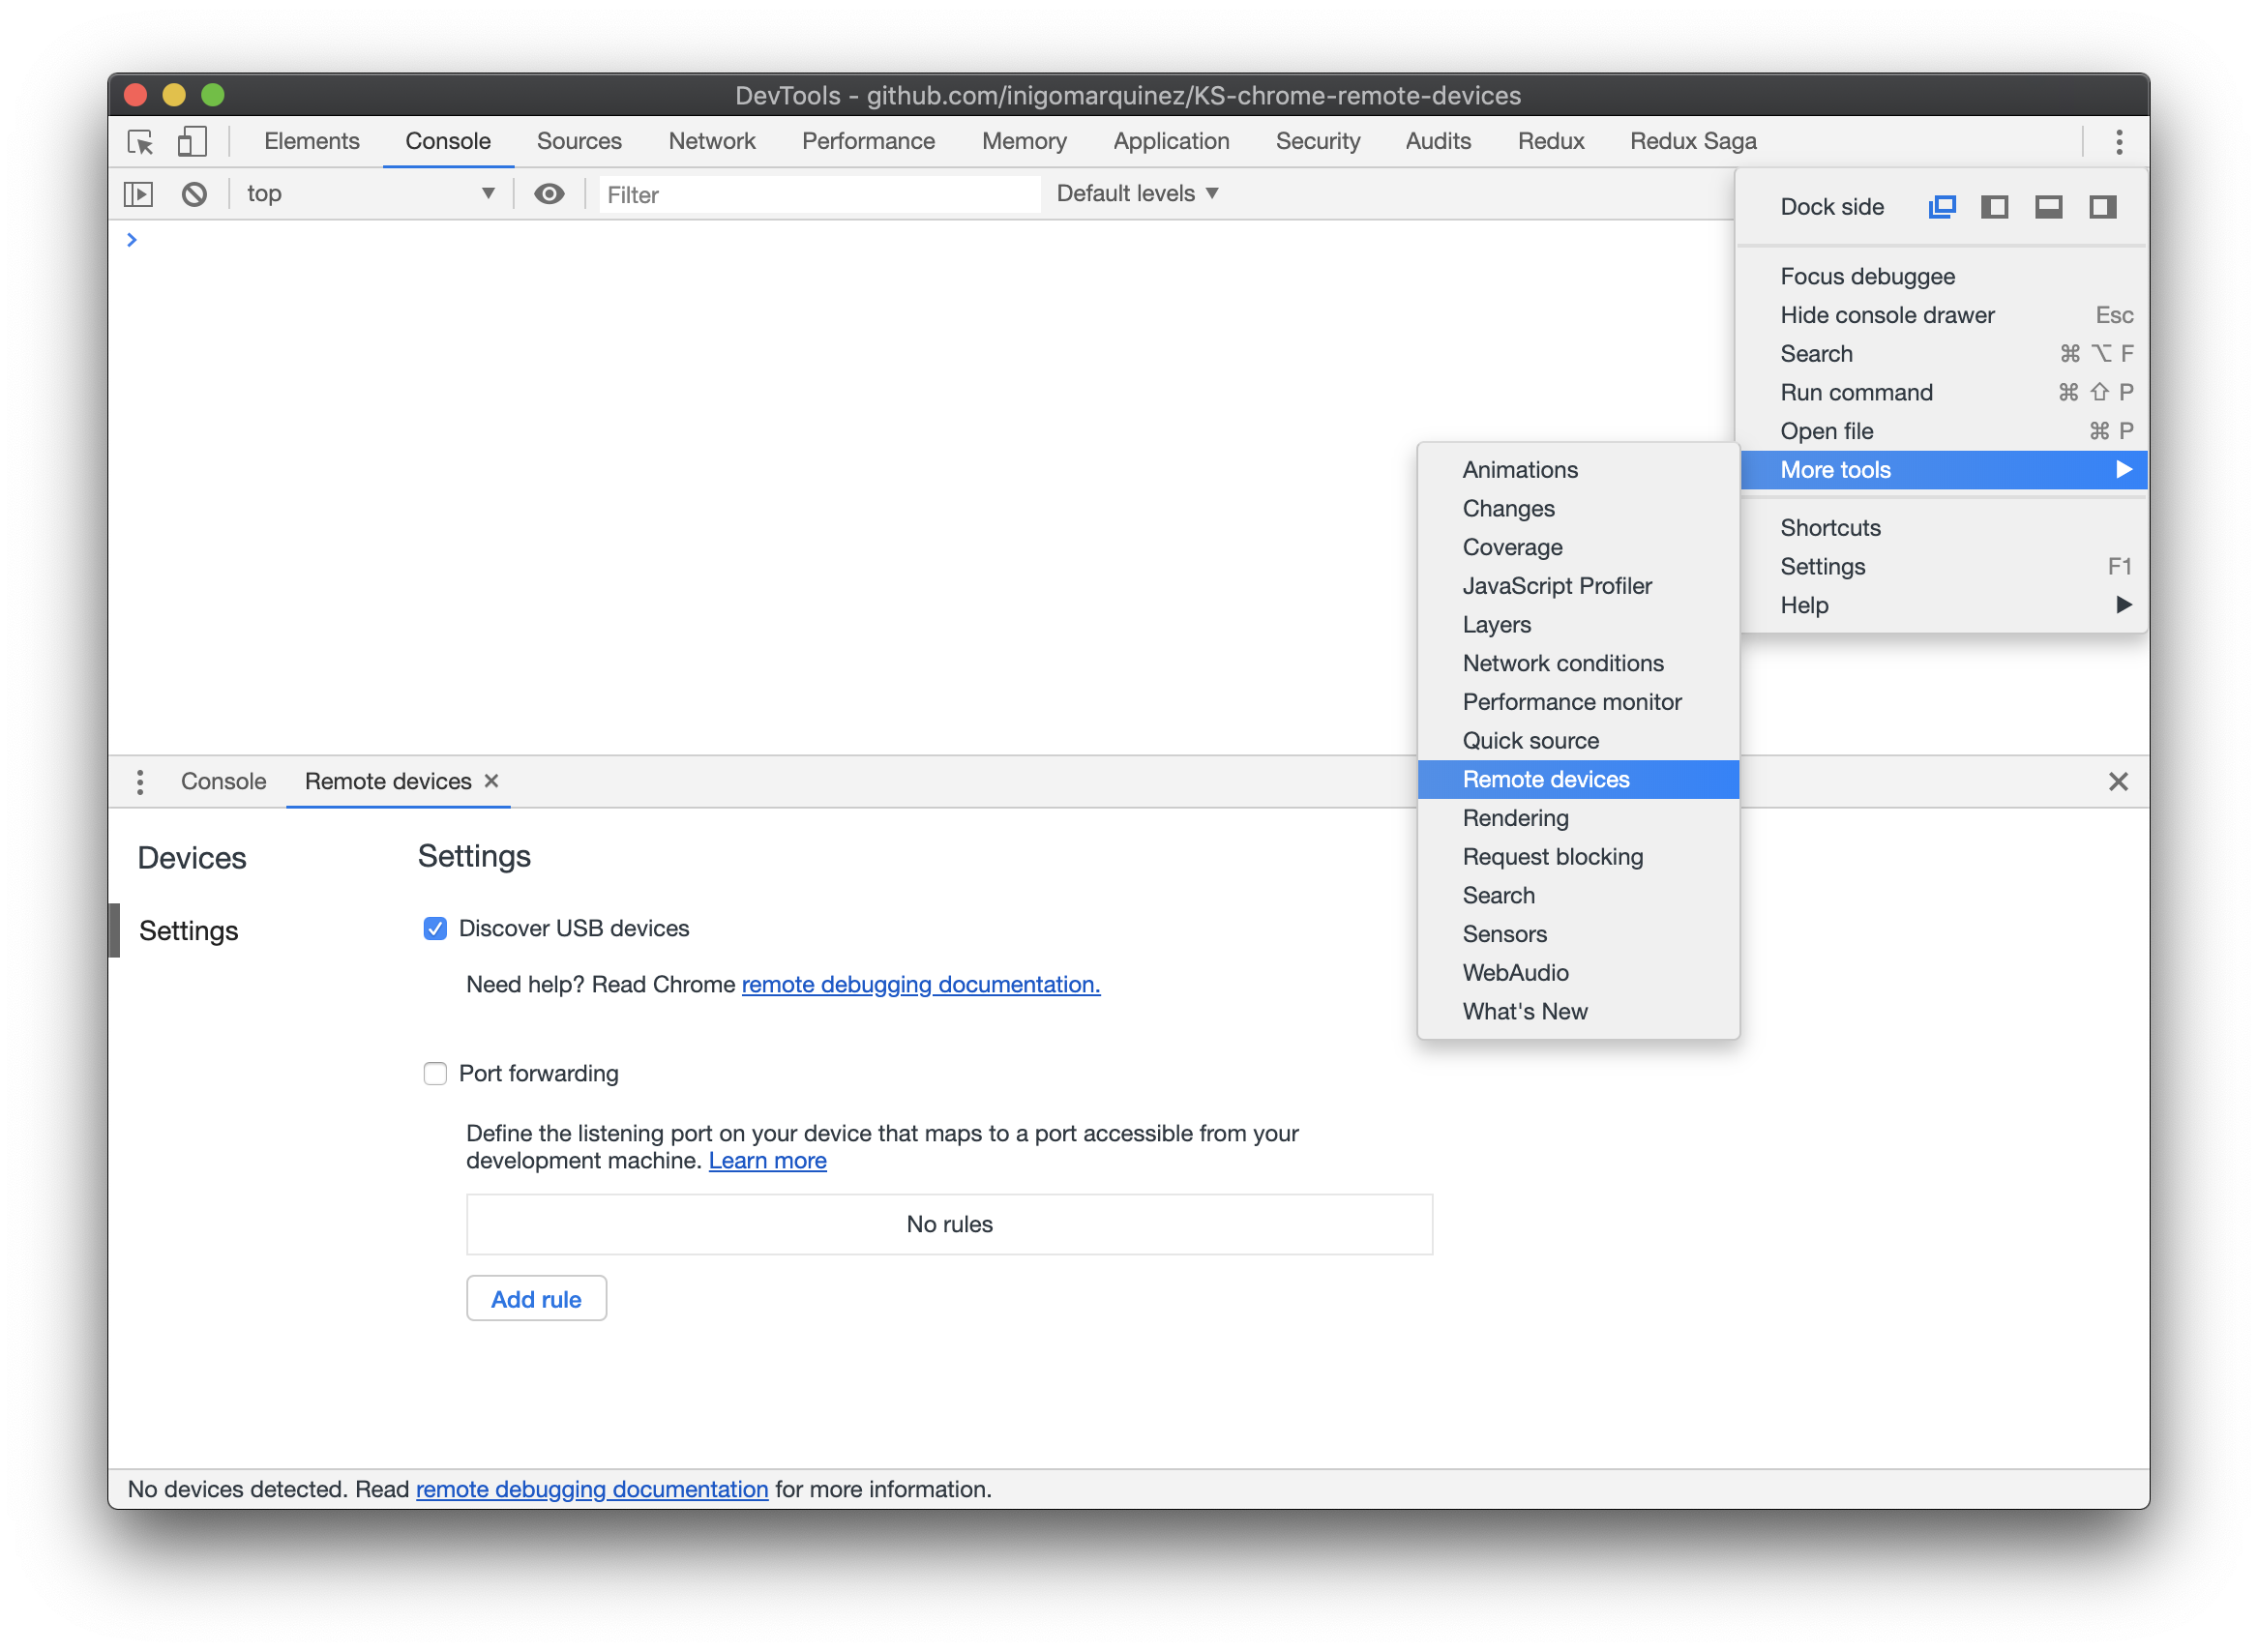 DevTools - github.com/inigomarquinez/KS-chrome-remote-devices
Elements Console Sources Network Performance Memory Application Security Audits Redux Redux Saga
top ▼ Filter Default levels ▼
Dock side
Focus debuggee
Hide console drawer Esc
Search ⌘ ⌥ F
Run command ⌘ ⇧ P
Open file ⌘ P
More tools ▶
Shortcuts
Settings F1
Help ▶
Animations
Changes
Coverage
JavaScript Profiler
Layers
Network conditions
Performance monitor
Quick source
Remote devices
Rendering
Request blocking
Search
Sensors
WebAudio
What's New
Console Remote devices ✕
Devices
Settings
Settings
Discover USB devices
Need help? Read Chrome remote debugging documentation.
Port forwarding
Define the listening port on your device that maps to a port accessible from your
development machine. Learn more
No rules
Add rule
No devices detected. Read remote debugging documentation for more information.